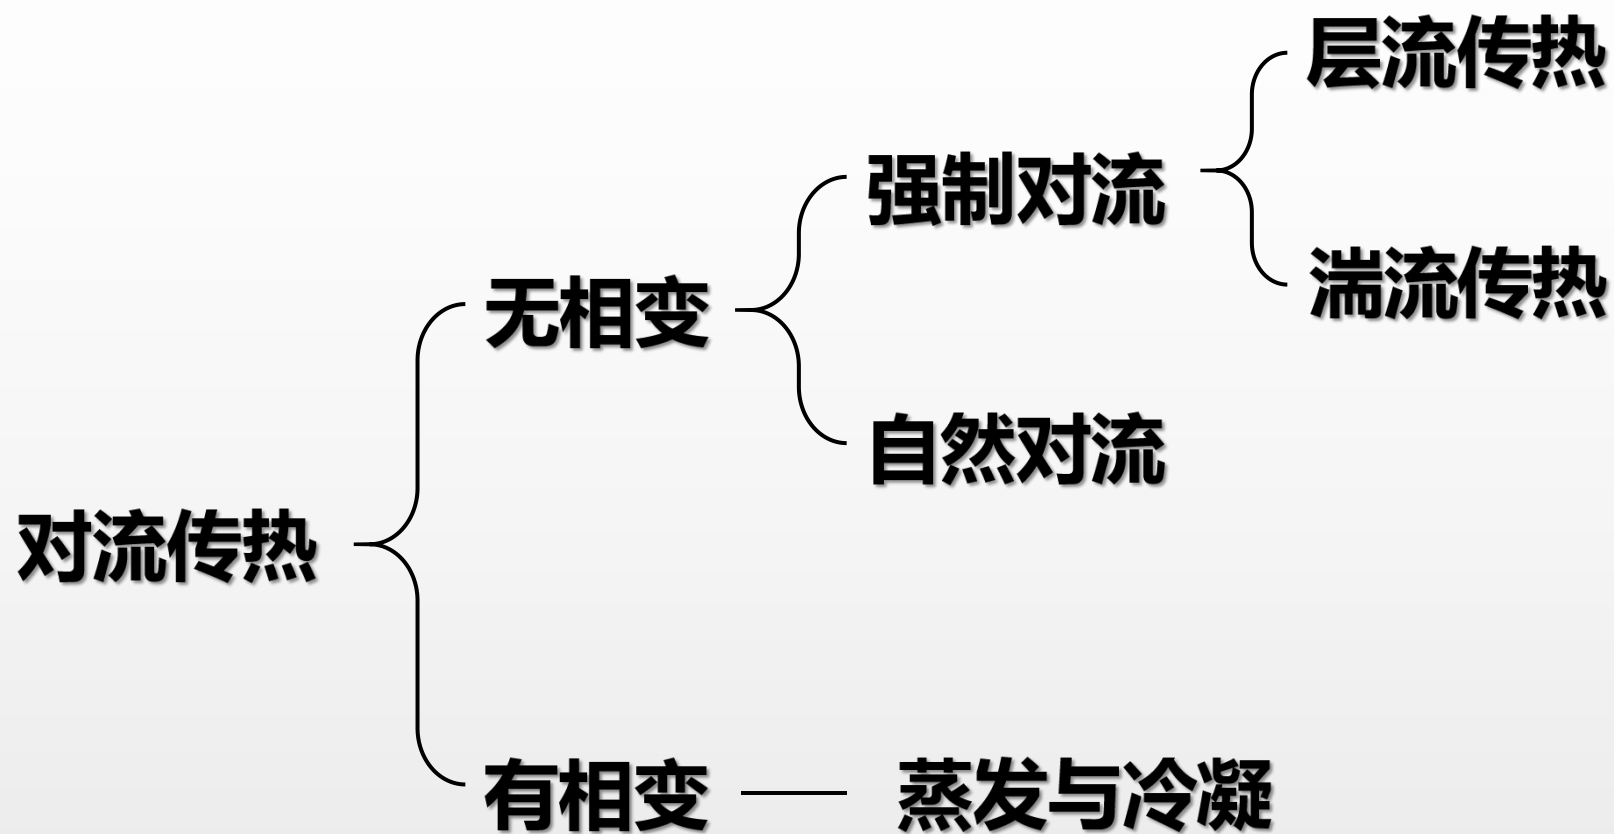 层流传热
强制对流
湍流传热
无相变
自然对流
对流传热
有相变
蒸发与冷凝